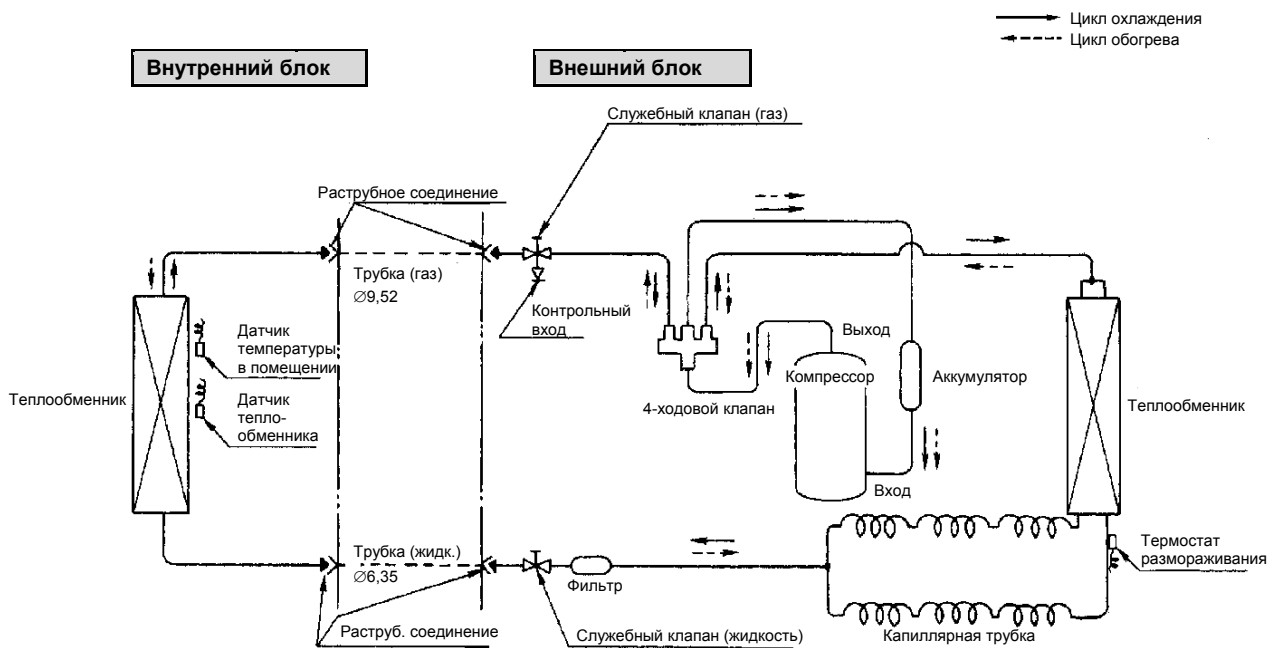 Цикл охлаждения
Цикл обогрева
Внутренний блок
Внешний блок
Служебный клапан (газ)
Раструбное соединение
Трубка (газ)
∅9,52
Контрольный
вход
Датчик
температуры
в помещении
Датчик
тепло-
обменника
Теплообменник
4-ходовой клапан
Выход
Компрессор
Аккумулятор
Вход
Теплообменник
Термостат
размораживания
Трубка (жидк.)
∅6,35
Фильтр
Раструб. соединение
Служебный клапан (жидкость)
Капиллярная трубка